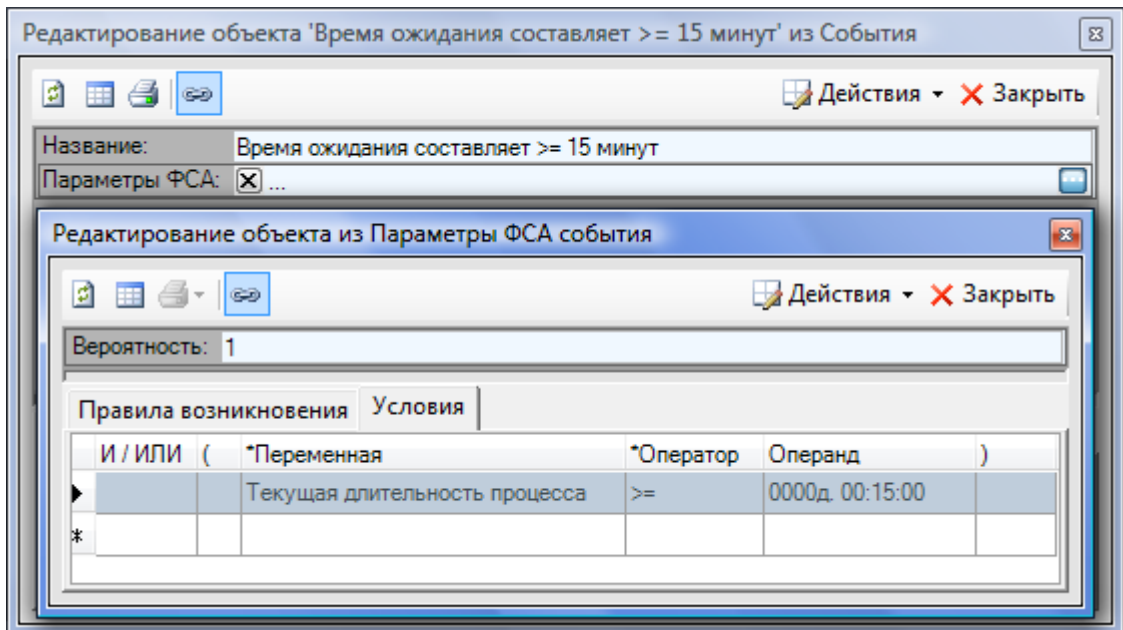 Редактирование объекта 'Время ожидания составляет >= 15 минут' из События
Действия Закрыть
Название: Время ожидания составляет >= 15 минут
Параметры ФСА: ...
Редактирование объекта из Параметры ФСА события
Действия Закрыть
Вероятность: 1
Правила возникновения Условия
И / ИЛИ ( *Переменная *Оператор Операнд )
Текущая длительность процесса >= 0000д. 00:15:00
*